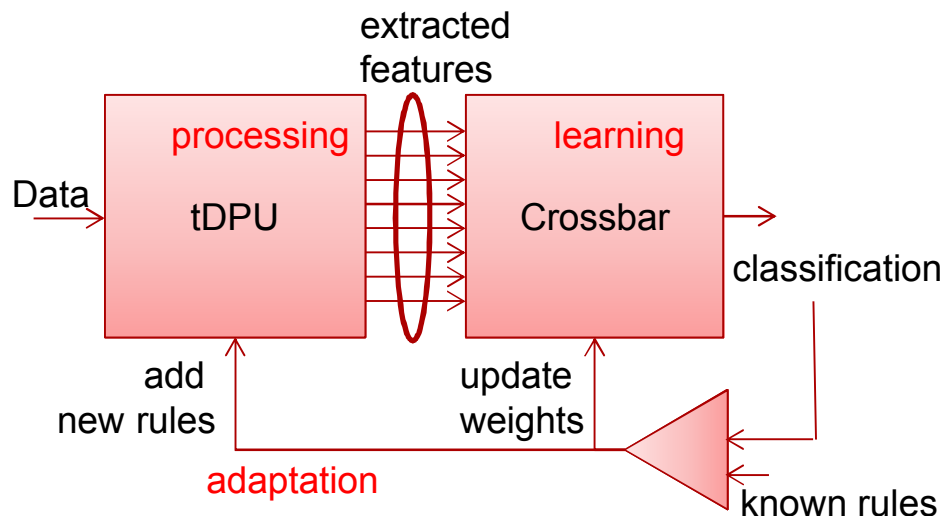 extracted
features
processing
learning
Data
tDPU
Crossbar
classification
add
new rules
update
weights
adaptation
known rules